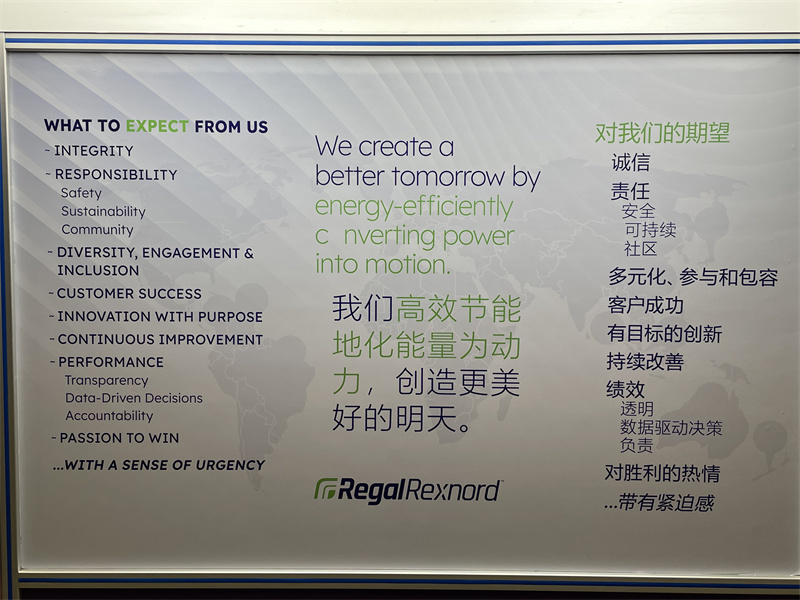 WHAT TO EXPECT FROM US
- INTEGRITY
- RESPONSIBILITY
Safety
Sustainability
Community
- DIVERSITY, ENGAGEMENT &
INCLUSION
- CUSTOMER SUCCESS
- INNOVATION WITH PURPOSE
- CONTINUOUS IMPROVEMENT
- PERFORMANCE
Transparency
Data-Driven Decisions
Accountability
- PASSION TO WIN
...WITH A SENSE OF URGENCY
We create a
better tomorrow by
energy-efficiently
c nverting power
into motion.
我们高效节能
地化能量为动
力，创造更美
好的明天。
RegalRexnord
对我们的期望
诚信
责任
安全
可持续
社区
多元化、参与和包容
客户成功
有目标的创新
持续改善
绩效
透明
数据驱动决策
负责
对胜利的热情
...带有紧迫感